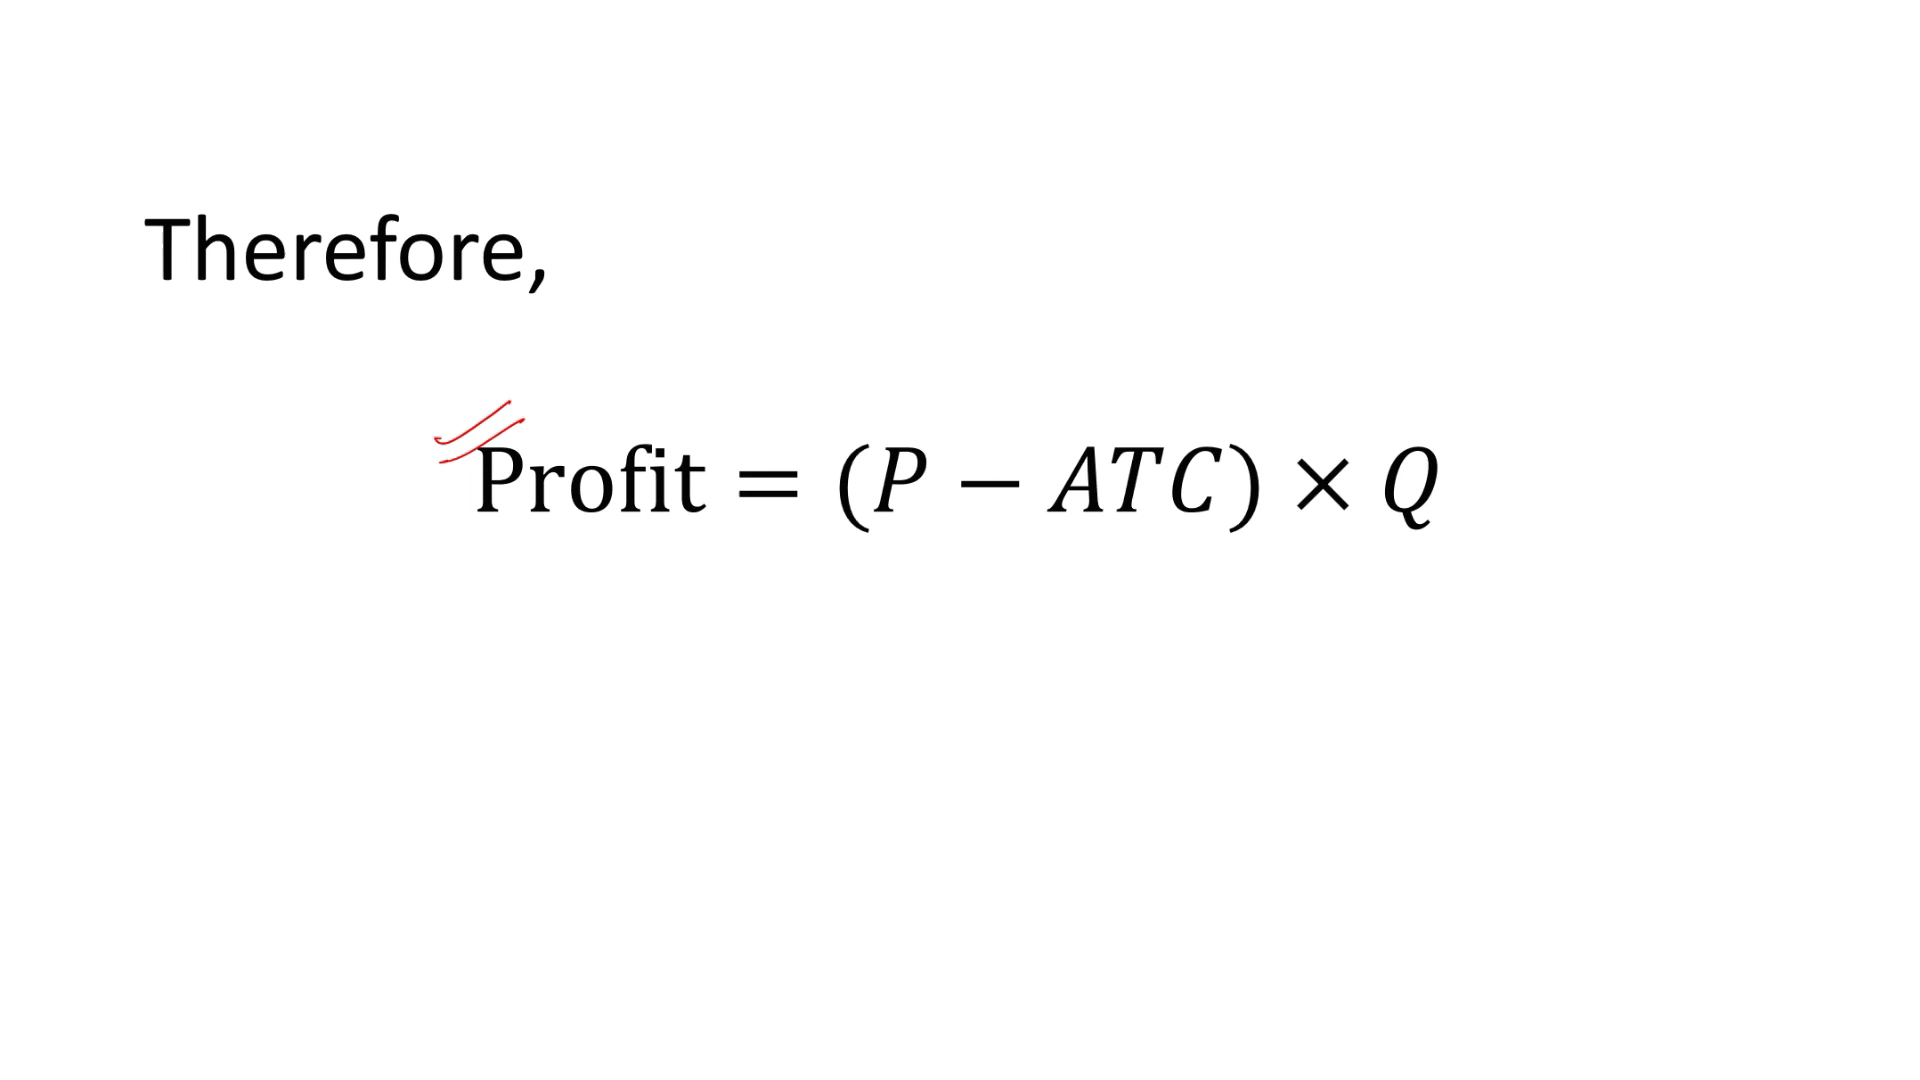 Therefore,
Profit = (P − ATC) × Q